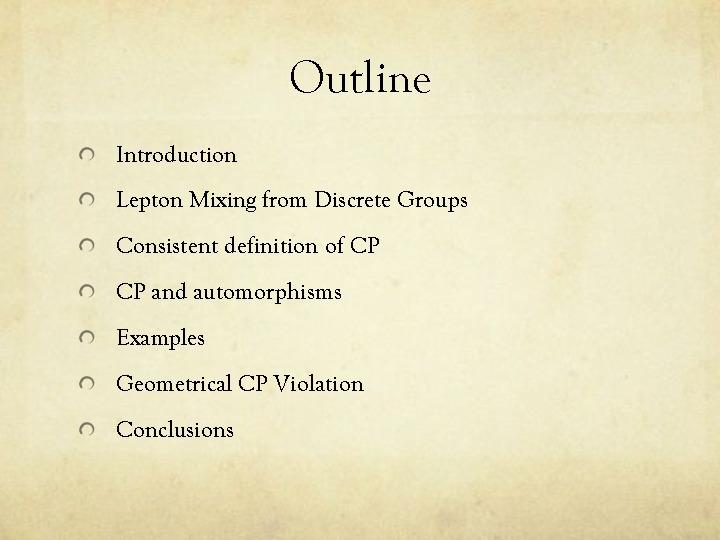 Outline
Introduction
Lepton Mixing from Discrete Groups
Consistent definition of CP
CP and automorphisms
Examples
Geometrical CP Violation
Conclusions